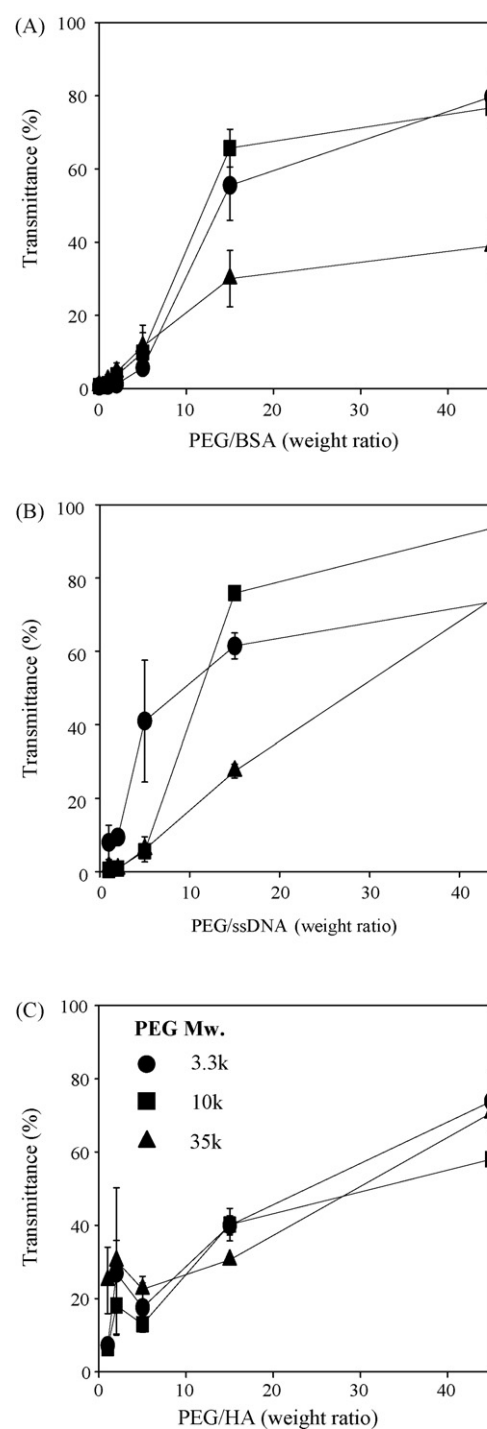 (A)
100
80
60
40
20
0
Transmittance (%)
0 10 20 30 40
PEG/BSA (weight ratio)
(B)
100
80
60
40
20
0
Transmittance (%)
0 10 20 30 40
PEG/ssDNA (weight ratio)
(C)
100
80
60
40
20
0
Transmittance (%)
PEG Mw.
3.3k
10k
35k
0 10 20 30 40
PEG/HA (weight ratio)